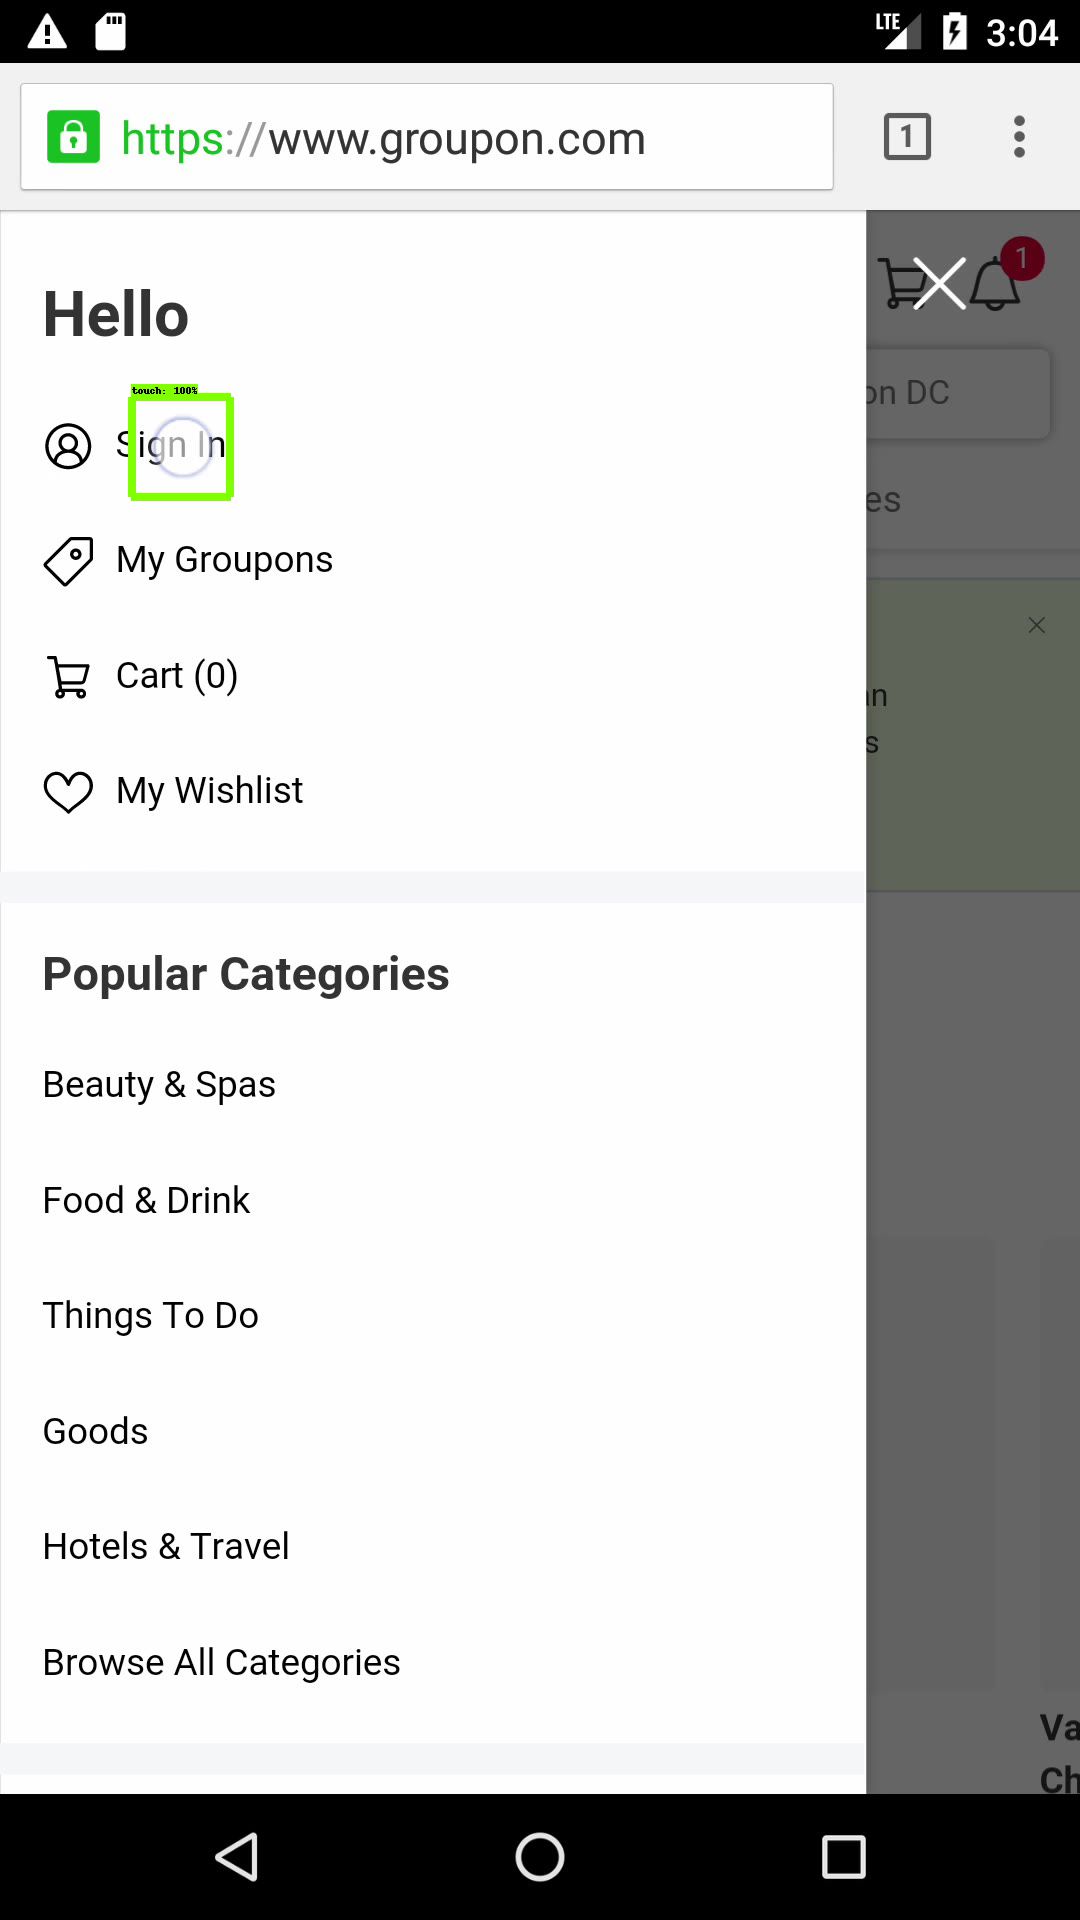 LTE 3:04
https://www.groupon.com 1
1
Hello
on DC
touch: 100%
Sign In
es
My Groupons
Cart (0)
an
s
My Wishlist
Popular Categories
Beauty & Spas
Food & Drink
Things To Do
Goods
Hotels & Travel
Browse All Categories
Va
Ch